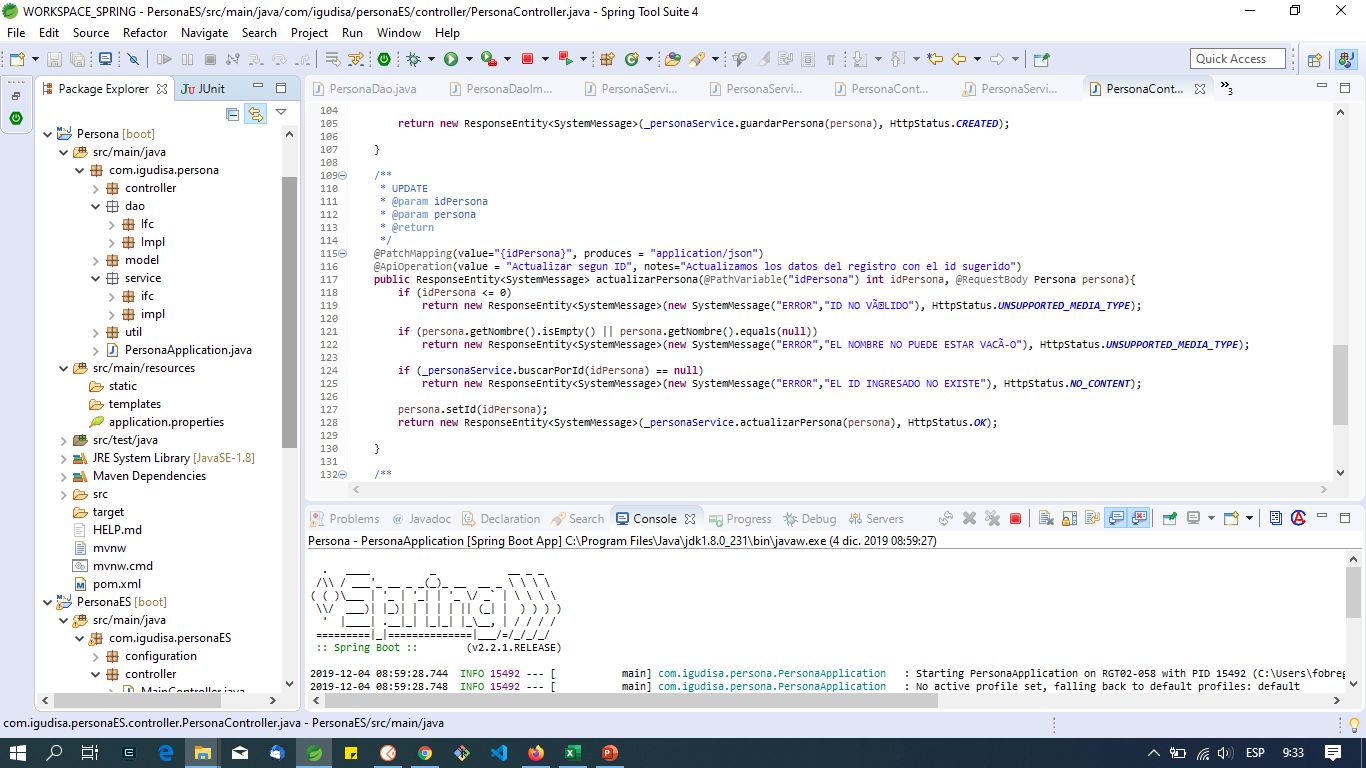 WORKSPACE_SPRING - PersonaES/src/main/java/com/igudisa/personaES/controller/PersonaController.java - Spring Tool Suite 4
File Edit Source Refactor Navigate Search Project Run Window Help
Quick Access
Package Explorer JUnit
PersonaDao.java PersonaDaoIm... PersonaServi... PersonaServi... PersonaCont... PersonaServi... PersonaCont... »3
Persona [boot]
src/main/java
com.igudisa.persona
controller
dao
Ifc
Impl
model
service
ifc
impl
util
PersonaApplication.java
src/main/resources
static
templates
application.properties
src/test/java
JRE System Library [JavaSE-1.8]
Maven Dependencies
src
target
HELP.md
mvnw
mvnw.cmd
pom.xml
PersonaES [boot]
src/main/java
com.igudisa.personaES
configuration
controller
MainController.java
104
105 return new ResponseEntity<SystemMessage>(_personaService.guardarPersona(persona), HttpStatus.CREATED);
106
107 }
108
109 /**
110 * UPDATE
111 * @param idPersona
112 * @param persona
113 * @return
114 */
115 @PatchMapping(value="{idPersona}", produces = "application/json")
116 @ApiOperation(value = "Actualizar segun ID", notes="Actualizamos los datos del registro con el id sugerido")
117 public ResponseEntity<SystemMessage> actualizarPersona(@PathVariable("idPersona") int idPersona, @RequestBody Persona persona){
118 if (idPersona <= 0)
119 return new ResponseEntity<SystemMessage>(new SystemMessage("ERROR","ID NO VÃLIDO"), HttpStatus.UNSUPPORTED_MEDIA_TYPE);
120
121 if (persona.getNombre().isEmpty() || persona.getNombre().equals(null))
122 return new ResponseEntity<SystemMessage>(new SystemMessage("ERROR","EL NOMBRE NO PUEDE ESTAR VACÃ-O"), HttpStatus.UNSUPPORTED_MEDIA_TYPE);
123
124 if (_personaService.buscarPorId(idPersona) == null)
125 return new ResponseEntity<SystemMessage>(new SystemMessage("ERROR","EL ID INGRESADO NO EXISTE"), HttpStatus.NO_CONTENT);
126
127 persona.setId(idPersona);
128 return new ResponseEntity<SystemMessage>(_personaService.actualizarPersona(persona), HttpStatus.OK);
129
130 }
131
132 /**
Problems @ Javadoc Declaration Search Console Progress Debug Servers
Persona - PersonaApplication [Spring Boot App] C:\Program Files\Java\jdk1.8.0_231\bin\javaw.exe (4 dic. 2019 08:59:27)
:: Spring Boot :: (v2.2.1.RELEASE)
2019-12-04 08:59:28.744 INFO 15492 --- [ main] com.igudisa.persona.PersonaApplication : Starting PersonaApplication on RGT02-058 with PID 15492 (C:\Users\fobreg
2019-12-04 08:59:28.748 INFO 15492 --- [ main] com.igudisa.persona.PersonaApplication : No active profile set, falling back to default profiles: default
com.igudisa.personaES.controller.PersonaController.java - PersonaES/src/main/java
ESP 9:33